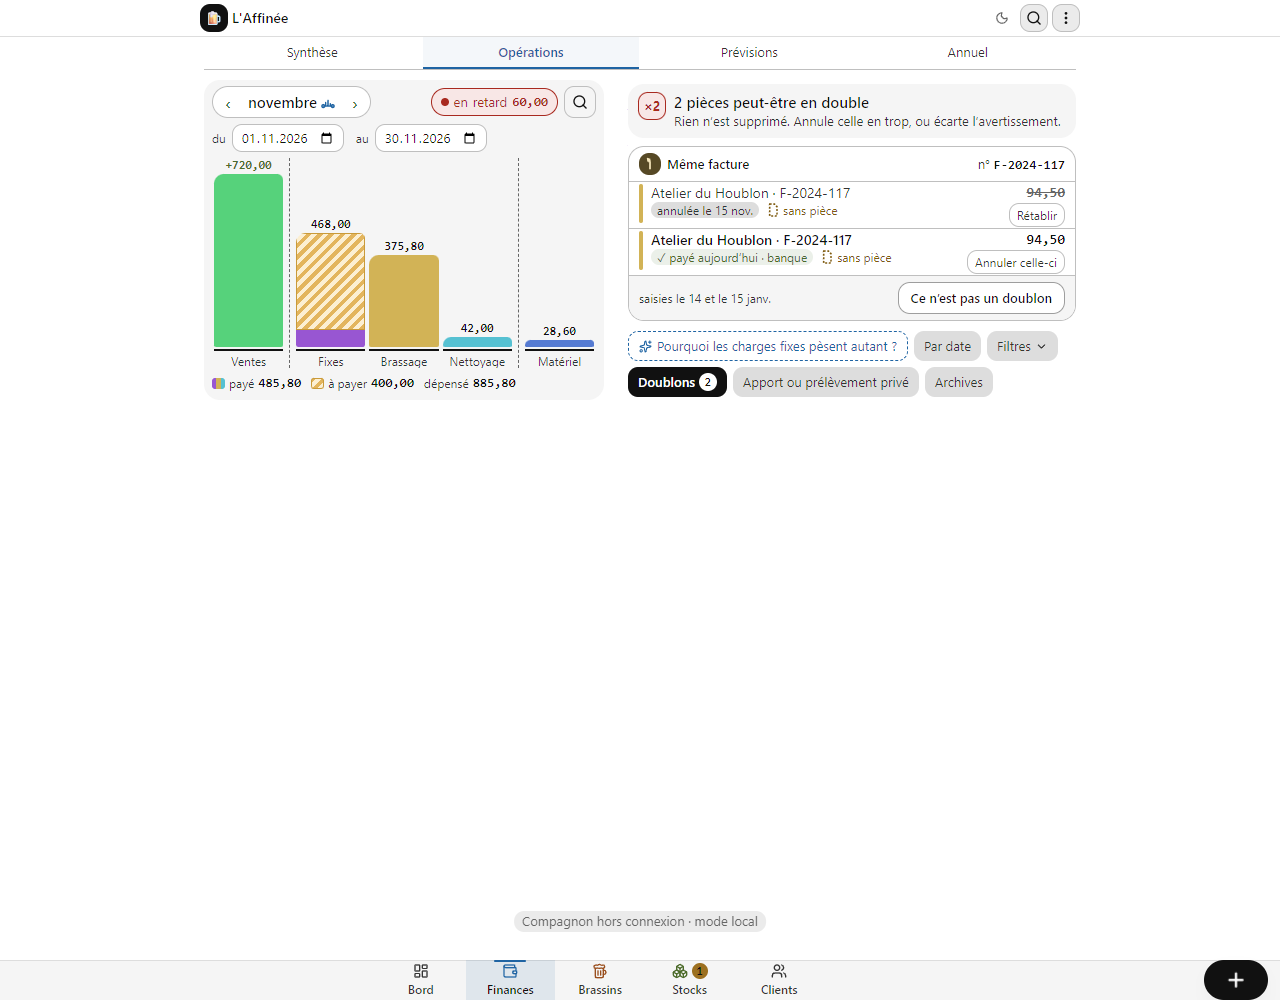 L'Affinée
Synthèse
Opérations
Prévisions
Annuel
‹ novembre ›
en retard 60,00
du 01.11.2026 au 30.11.2026
+720,00
468,00
375,80
42,00
28,60
Ventes
Fixes
Brassage
Nettoyage
Matériel
payé 485,80 à payer 400,00 dépensé 885,80
×2
2 pièces peut-être en double
Rien n’est supprimé. Annule celle en trop, ou écarte l’avertissement.
Même facture
n° F-2024-117
Atelier du Houblon · F-2024-117
94,50
annulée le 15 nov.
sans pièce
Rétablir
Atelier du Houblon · F-2024-117
94,50
✓ payé aujourd’hui · banque
sans pièce
Annuler celle-ci
saisies le 14 et le 15 janv.
Ce n’est pas un doublon
Pourquoi les charges fixes pèsent autant ?
Par date
Filtres
Doublons 2
Apport ou prélèvement privé
Archives
Compagnon hors connexion · mode local
Bord
Finances
Brassins
Stocks
1
Clients